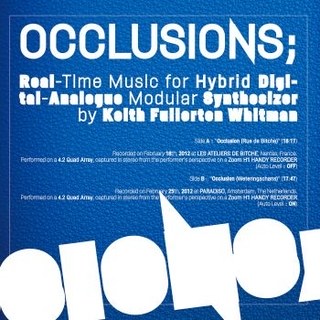 OCCLUSIONS;
Real-Time Music for Hybrid Digi-
tal-Analogue Modular Synthesizer
by Keith Fullerton Whitman
Side A : "Occlusion (Rue de Bitche)" (18:17)
Recorded on February 18th, 2012 at LES ATELIERS DE BITCHE, Nantes, France.
Performed on a 4.2 Quad Array, captured in stereo from the performer's perspective on a Zoom H1 HANDY RECORDER
(Auto Level : OFF)
Side B : "Occlusion (Weteringschans)" (17:47)
Recorded on February 25th, 2012 at PARADISO, Amsterdam, The Netherlands.
Performed on a 4.2 Quad Array, captured in stereo from the performer's perspective on a Zoom H1 HANDY RECORDER
(Auto Level : ON)